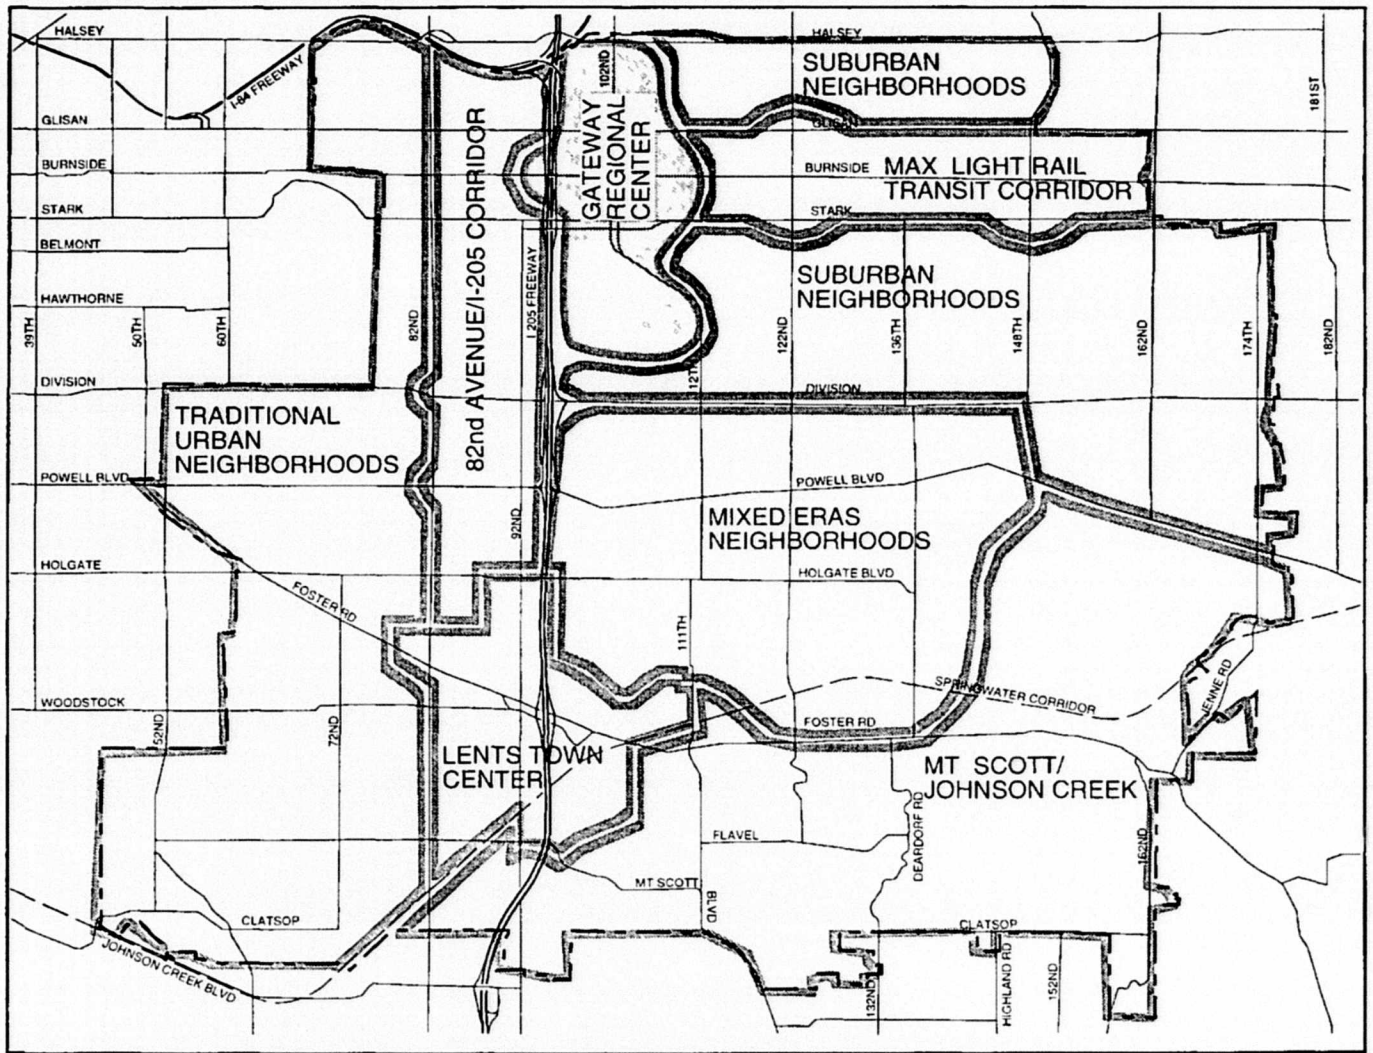 HALSEY
HALSEY
SUBURBAN
NEIGHBORHOODS
102ND
181ST
I-84 FREEWAY
GLISAN
GLISAN
82nd AVENUE/I-205 CORRIDOR
GATEWAY
REGIONAL
CENTER
BURNSIDE
BURNSIDE
MAX LIGHT RAIL
TRANSIT CORRIDOR
STARK
STARK
BELMONT
I 205 FREEWAY
SUBURBAN
NEIGHBORHOODS
HAWTHORNE
39TH
50TH
60TH
82ND
122ND
136TH
148TH
162ND
174TH
182ND
DIVISION
DIVISION
TRADITIONAL
URBAN
NEIGHBORHOODS
POWELL BLVD
POWELL BLVD
92ND
MIXED ERAS
NEIGHBORHOODS
HOLGATE
HOLGATE BLVD
FOSTER RD
111TH
SPRINGWATER CORRIDOR
JENNE RD
WOODSTOCK
52ND
72ND
FOSTER RD
LENTS TOWN
CENTER
MT SCOTT/
JOHNSON CREEK
DEARDORF RD
FLAVEL
162ND
MT SCOTT
BLVD
CLATSOP
CLATSOP
JOHNSON CREEK BLVD
132ND
HIGHLAND RD
152ND